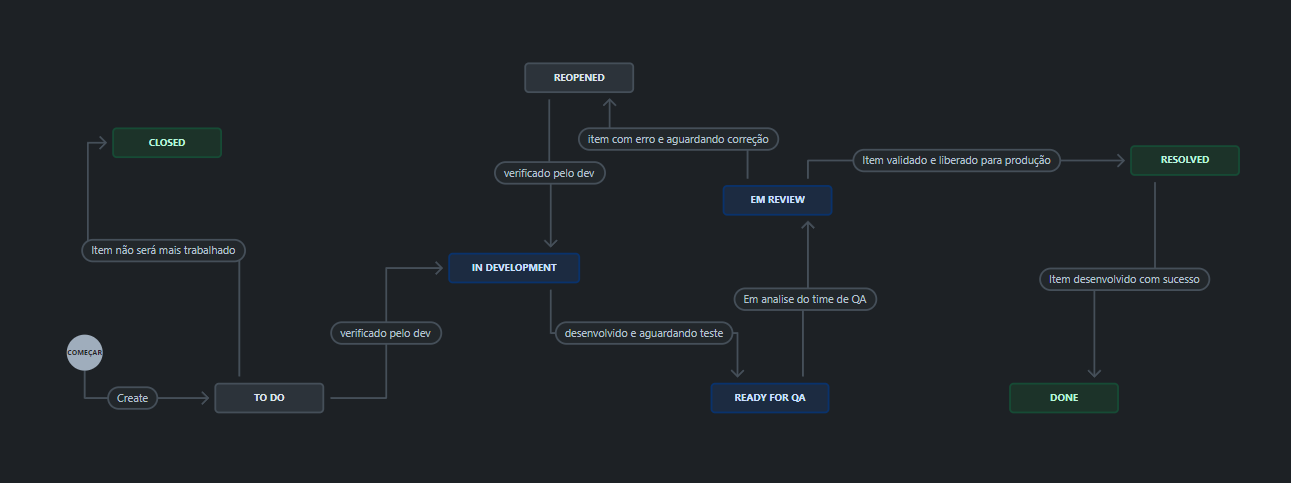 REOPENED
item com erro e aguardando correção
CLOSED
Item validado e liberado para produção
RESOLVED
verificado pelo dev
EM REVIEW
Item não será mais trabalhado
IN DEVELOPMENT
Item desenvolvido com sucesso
Em analise do time de QA
verificado pelo dev
desenvolvido e aguardando teste
COMEÇAR
Create
TO DO
READY FOR QA
DONE